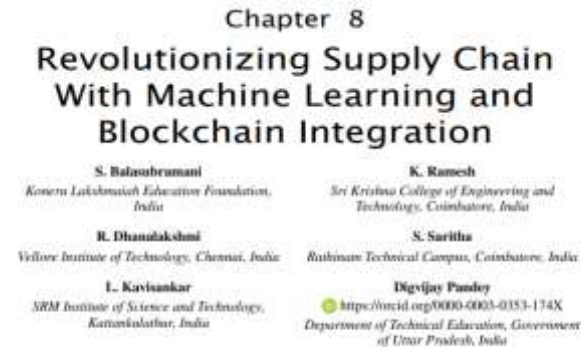 Chapter 8
Revolutionizing Supply Chain
With Machine Learning and
Blockchain Integration
S. Balasubramani
Koneru Lakshmaiah Education Foundation,
India
R. Dhanalakshmi
Vellore Institute of Technology, Chennai, India
L. Kavisankar
SRM Institute of Science and Technology,
Kattankulathur, India
K. Ramesh
Sri Krishna College of Engineering and
Technology, Coimbatore, India
S. Saritha
Rathinam Technical Campus, Coimbatore, India
Digvijay Pandey
https://orcid.org/0000-0003-0353-174X
Department of Technical Education, Government
of Uttar Pradesh, India